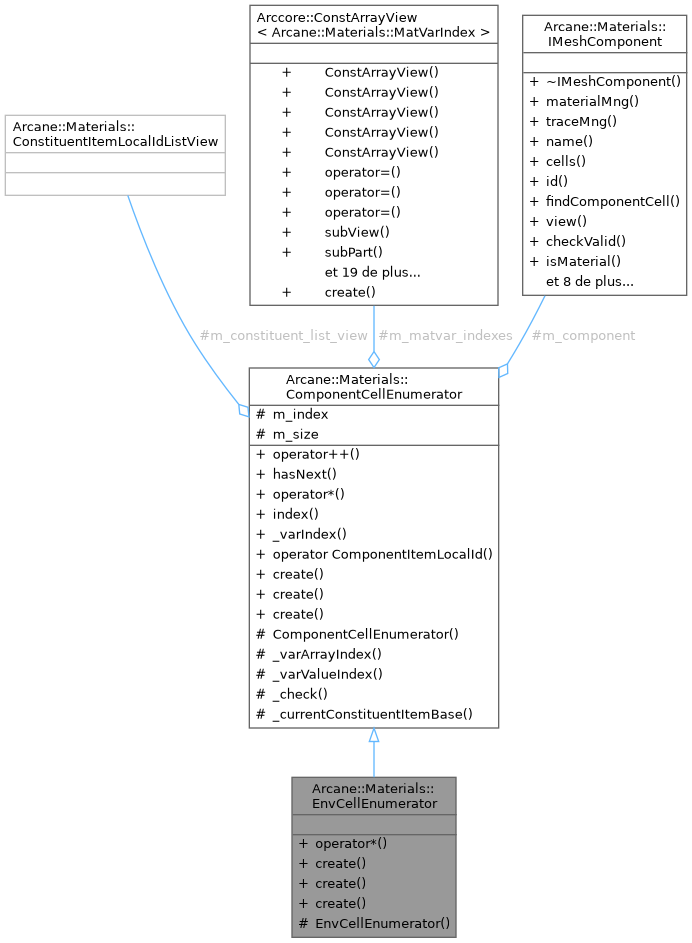 Arccore::ConstArrayView
< Arcane::Materials::MatVarIndex >
+ ConstArrayView()
+ ConstArrayView()
+ ConstArrayView()
+ ConstArrayView()
+ ConstArrayView()
+ operator=()
+ operator=()
+ operator=()
+ subView()
+ subPart()
et 19 de plus...
+ create()
Arcane::Materials::
IMeshComponent
+ ~IMeshComponent()
+ materialMng()
+ traceMng()
+ name()
+ cells()
+ id()
+ findComponentCell()
+ view()
+ checkValid()
+ isMaterial()
et 8 de plus...
Arcane::Materials::
ConstituentItemLocalIdListView
#m_constituent_list_view
#m_matvar_indexes
#m_component
Arcane::Materials::
ComponentCellEnumerator
# m_index
# m_size
+ operator++()
+ hasNext()
+ operator*()
+ index()
+ _varIndex()
+ operator ComponentItemLocalId()
+ create()
+ create()
+ create()
# ComponentCellEnumerator()
# _varArrayIndex()
# _varValueIndex()
# _check()
# _currentConstituentItemBase()
Arcane::Materials::
EnvCellEnumerator
+ operator*()
+ create()
+ create()
+ create()
# EnvCellEnumerator()